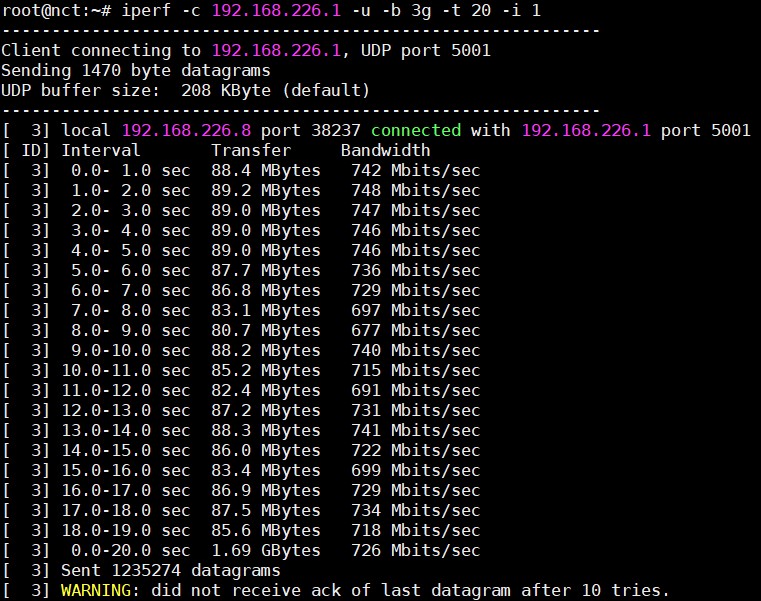 root@nct:~# iperf -c 192.168.226.1 -u -b 3g -t 20 -i 1
------------------------------------------------------------
Client connecting to 192.168.226.1, UDP port 5001
Sending 1470 byte datagrams
UDP buffer size:  208 KByte (default)
------------------------------------------------------------
[  3] local 192.168.226.8 port 38237 connected with 192.168.226.1 port 5001
[ ID] Interval       Transfer     Bandwidth
[  3]  0.0- 1.0 sec  88.4 MBytes   742 Mbits/sec
[  3]  1.0- 2.0 sec  89.2 MBytes   748 Mbits/sec
[  3]  2.0- 3.0 sec  89.0 MBytes   747 Mbits/sec
[  3]  3.0- 4.0 sec  89.0 MBytes   746 Mbits/sec
[  3]  4.0- 5.0 sec  89.0 MBytes   746 Mbits/sec
[  3]  5.0- 6.0 sec  87.7 MBytes   736 Mbits/sec
[  3]  6.0- 7.0 sec  86.8 MBytes   729 Mbits/sec
[  3]  7.0- 8.0 sec  83.1 MBytes   697 Mbits/sec
[  3]  8.0- 9.0 sec  80.7 MBytes   677 Mbits/sec
[  3]  9.0-10.0 sec  88.2 MBytes   740 Mbits/sec
[  3] 10.0-11.0 sec  85.2 MBytes   715 Mbits/sec
[  3] 11.0-12.0 sec  82.4 MBytes   691 Mbits/sec
[  3] 12.0-13.0 sec  87.2 MBytes   731 Mbits/sec
[  3] 13.0-14.0 sec  88.3 MBytes   741 Mbits/sec
[  3] 14.0-15.0 sec  86.0 MBytes   722 Mbits/sec
[  3] 15.0-16.0 sec  83.4 MBytes   699 Mbits/sec
[  3] 16.0-17.0 sec  86.9 MBytes   729 Mbits/sec
[  3] 17.0-18.0 sec  87.5 MBytes   734 Mbits/sec
[  3] 18.0-19.0 sec  85.6 MBytes   718 Mbits/sec
[  3]  0.0-20.0 sec  1.69 GBytes   726 Mbits/sec
[  3] Sent 1235274 datagrams
[  3] WARNING: did not receive ack of last datagram after 10 tries.